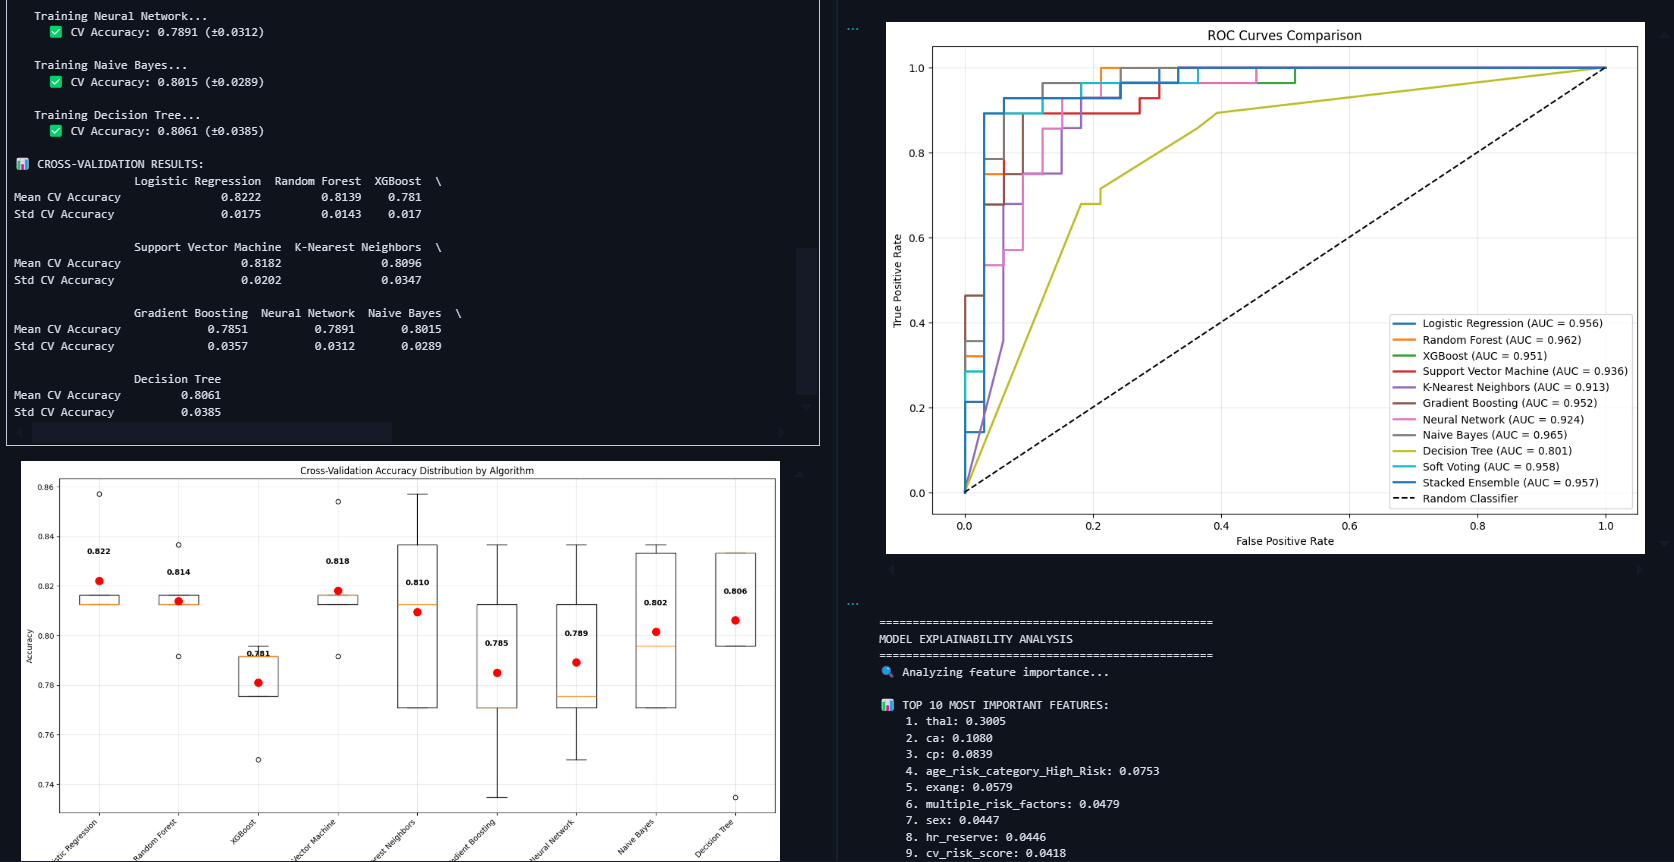 Training Neural Network...
✅ CV Accuracy: 0.7891 (±0.0312)
Training Naive Bayes...
✅ CV Accuracy: 0.8015 (±0.0289)
Training Decision Tree...
✅ CV Accuracy: 0.8061 (±0.0385)
📊 CROSS-VALIDATION RESULTS:
Logistic Regression Random Forest XGBoost \
Mean CV Accuracy 0.8222 0.8139 0.781
Std CV Accuracy 0.0175 0.0143 0.017
Support Vector Machine K-Nearest Neighbors \
Mean CV Accuracy 0.8182 0.8096
Std CV Accuracy 0.0202 0.0347
Gradient Boosting Neural Network Naive Bayes \
Mean CV Accuracy 0.7851 0.7891 0.8015
Std CV Accuracy 0.0357 0.0312 0.0289
Decision Tree
Mean CV Accuracy 0.8061
Std CV Accuracy 0.0385
Cross-Validation Accuracy Distribution by Algorithm
Accuracy
0.86
0.84
0.82
0.80
0.78
0.76
0.74
0.822
0.814
0.781
0.818
0.810
0.785
0.789
0.802
0.806
Regression
Random Forest
XGBoost
Machine
Neighbors
Boosting
Neural Network
Naive Bayes
Decision Tree
...
ROC Curves Comparison
True Positive Rate
1.0
0.8
0.6
0.4
0.2
0.0
0.0 0.2 0.4 0.6 0.8 1.0
False Positive Rate
Logistic Regression (AUC = 0.956)
Random Forest (AUC = 0.962)
XGBoost (AUC = 0.951)
Support Vector Machine (AUC = 0.936)
K-Nearest Neighbors (AUC = 0.913)
Gradient Boosting (AUC = 0.952)
Neural Network (AUC = 0.924)
Naive Bayes (AUC = 0.965)
Decision Tree (AUC = 0.801)
Soft Voting (AUC = 0.958)
Stacked Ensemble (AUC = 0.957)
Random Classifier
...
==================================================
MODEL EXPLAINABILITY ANALYSIS
==================================================
🔍 Analyzing feature importance...
📊 TOP 10 MOST IMPORTANT FEATURES:
1. thal: 0.3005
2. ca: 0.1080
3. cp: 0.0839
4. age_risk_category_High_Risk: 0.0753
5. exang: 0.0579
6. multiple_risk_factors: 0.0479
7. sex: 0.0447
8. hr_reserve: 0.0446
9. cv_risk_score: 0.0418